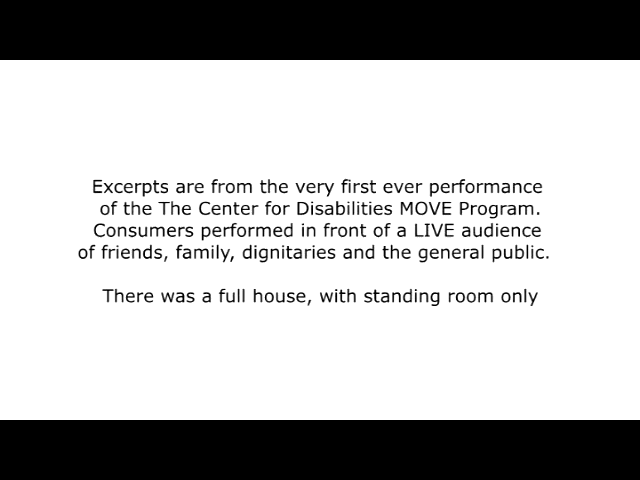 Excerpts are from the very first ever performance
of the The Center for Disabilities MOVE Program.
Consumers performed in front of a LIVE audience
of friends, family, dignitaries and the general public.
There was a full house, with standing room only